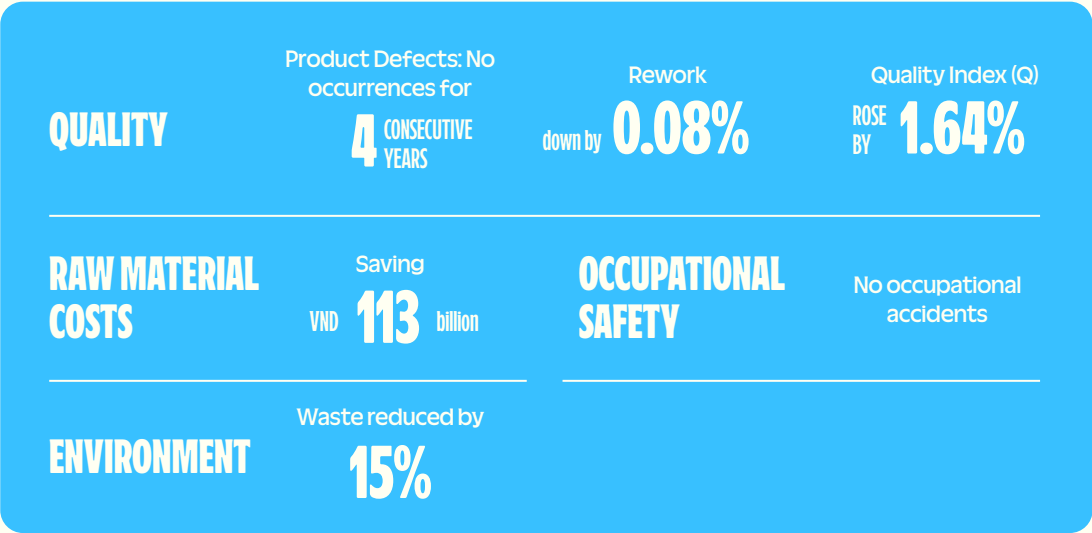 QUALITY
Product Defects: No
occurrences for
4 CONSECUTIVE
YEARS
Rework
down by 0.08%
Quality Index (Q)
ROSE
BY 1.64%
RAW MATERIAL
COSTS
Saving
VND 113 billion
OCCUPATIONAL
SAFETY
No occupational
accidents
ENVIRONMENT
Waste reduced by
15%